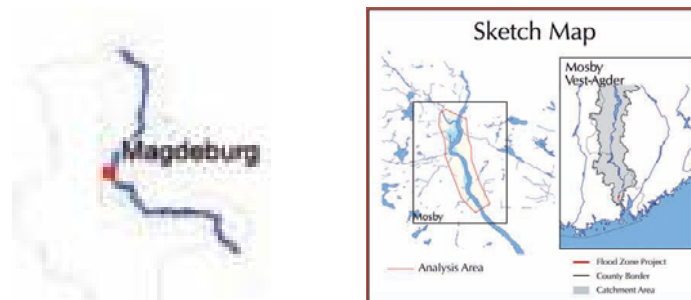 Magdeburg
Sketch Map
Mosby
Vest-Agder
Mosby
Analysis Area
Flood Zone Project
County Border
Catchment Area